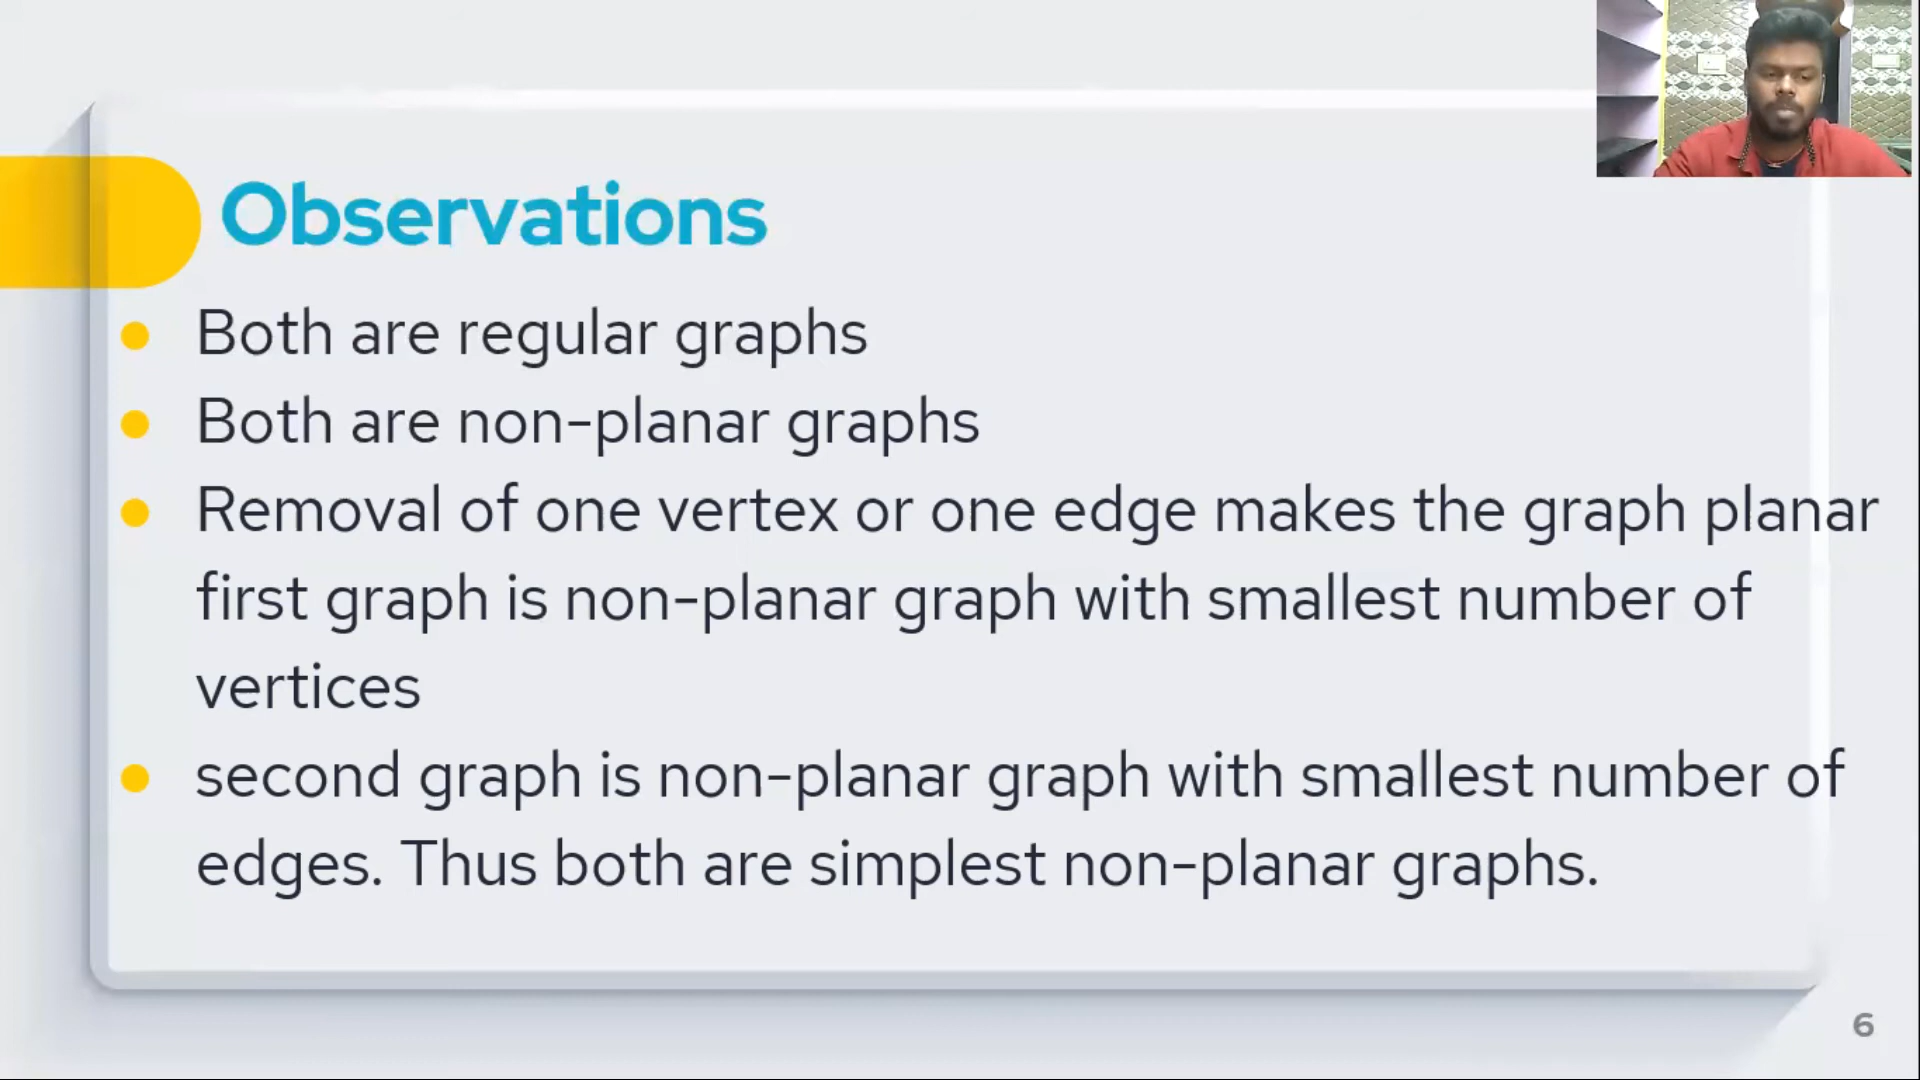 Observations
Both are regular graphs
Both are non-planar graphs
Removal of one vertex or one edge makes the graph planar
first graph is non-planar graph with smallest number of
vertices
second graph is non-planar graph with smallest number of
edges. Thus both are simplest non-planar graphs.
6